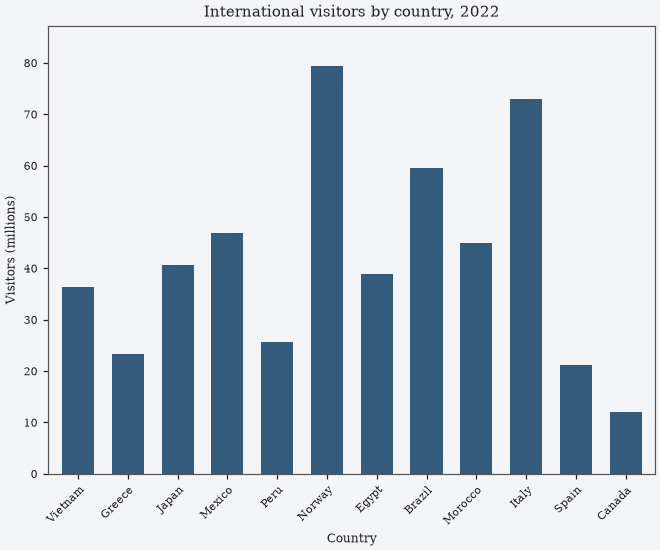 International visitors by country, 2022
Visitors (millions)
80
70
60
50
40
30
20
10
0
Vietnam
Greece
Japan
Mexico
Peru
Norway
Egypt
Brazil
Morocco
Italy
Spain
Canada
Country